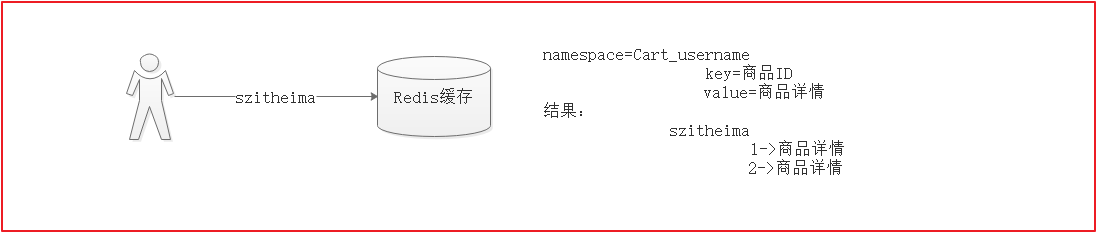 szitheima
Redis缓存
namespace=Cart_username
key=商品ID
value=商品详情
结果：
szitheima
1->商品详情
2->商品详情